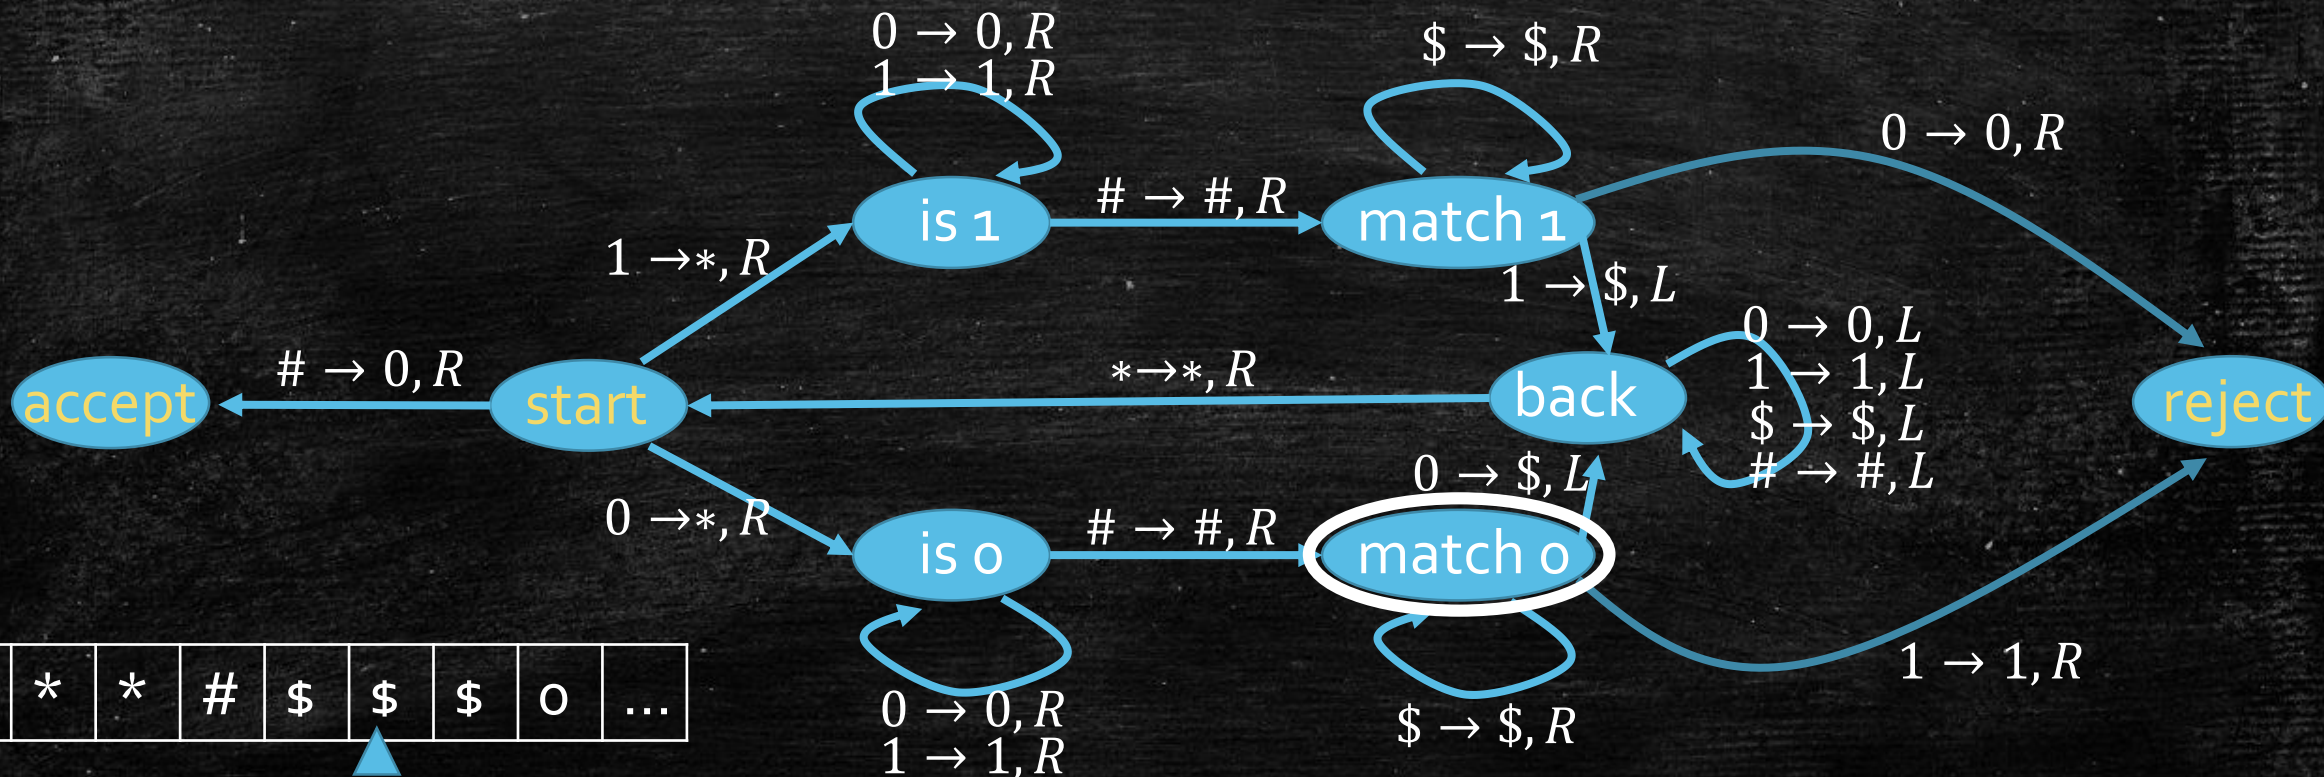 0 → 0, R
1 → 1, R
$ → $, R
0 → 0, R
is 1
# → #, R
match 1
1 →*, R
1 → $, L
0 → 0, L
1 → 1, L
$ → $, L
# → #, L
accept
# → 0, R
start
*→*, R
back
reject
0 → $, L
0 →*, R
is 0
# → #, R
match 0
1 → 1, R
* * # $ $ $ 0 ...
0 → 0, R
1 → 1, R
$ → $, R